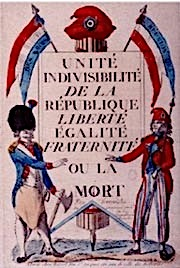 UNITÉ
INDIVISIBILITÉ
DE LA
RÉPUBLIQUE
LIBERTÉ
ÉGALITÉ
FRATERNITÉ
OU LA
MORT